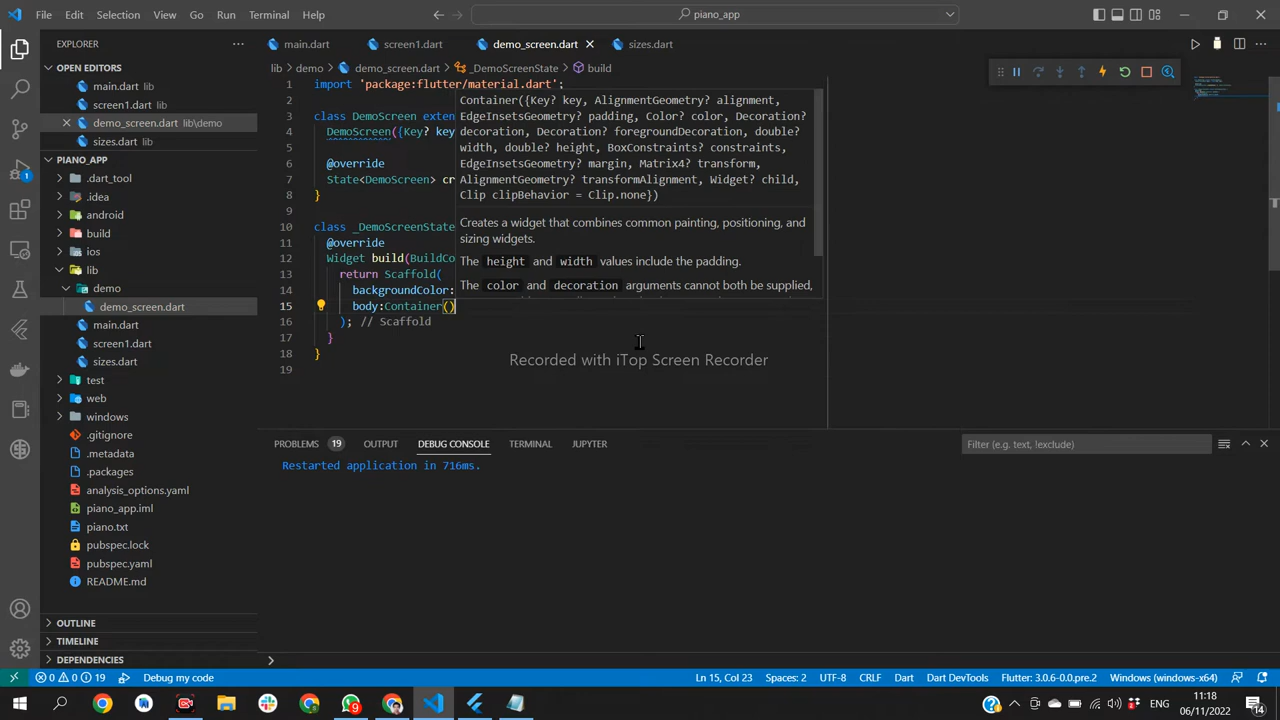 File Edit Selection View Go Run Terminal Help
piano_app
EXPLORER
main.dart
screen1.dart
demo_screen.dart
sizes.dart
OPEN EDITORS
main.dart lib
screen1.dart lib
demo_screen.dart lib\demo
sizes.dart lib
PIANO_APP
.dart_tool
.idea
android
build
ios
lib
demo
demo_screen.dart
main.dart
screen1.dart
sizes.dart
test
web
windows
.gitignore
.metadata
.packages
analysis_options.yaml
piano_app.iml
piano.txt
pubspec.lock
pubspec.yaml
README.md
OUTLINE
TIMELINE
DEPENDENCIES
lib > demo > demo_screen.dart > _DemoScreenState > build
1 import 'package:flutter/material.dart';
2
3 class DemoScreen exten
4 DemoScreen({Key? key
5
6 @override
7 State<DemoScreen> cr
8 }
9
10 class _DemoScreenState
11 @override
12 Widget build(BuildCo
13 return Scaffold(
14 backgroundColor:
15 body:Container()
16 ); // Scaffold
17 }
18 }
19
Container({Key? key, AlignmentGeometry? alignment,
EdgeInsetsGeometry? padding, Color? color, Decoration?
decoration, Decoration? foregroundDecoration, double?
width, double? height, BoxConstraints? constraints,
EdgeInsetsGeometry? margin, Matrix4? transform,
AlignmentGeometry? transformAlignment, Widget? child,
Clip clipBehavior = Clip.none})
Creates a widget that combines common painting, positioning, and
sizing widgets.
The height and width values include the padding.
The color and decoration arguments cannot both be supplied,
Recorded with iTop Screen Recorder
PROBLEMS 19 OUTPUT DEBUG CONSOLE TERMINAL JUPYTER
Filter (e.g. text, !exclude)
Restarted application in 716ms.
0 0 19 Debug my code
Ln 15, Col 23 Spaces: 2 UTF-8 CRLF Dart Dart DevTools Flutter: 3.0.6-0.0.pre.2 Windows (windows-x64)
1
9
ENG
11:18
06/11/2022
14